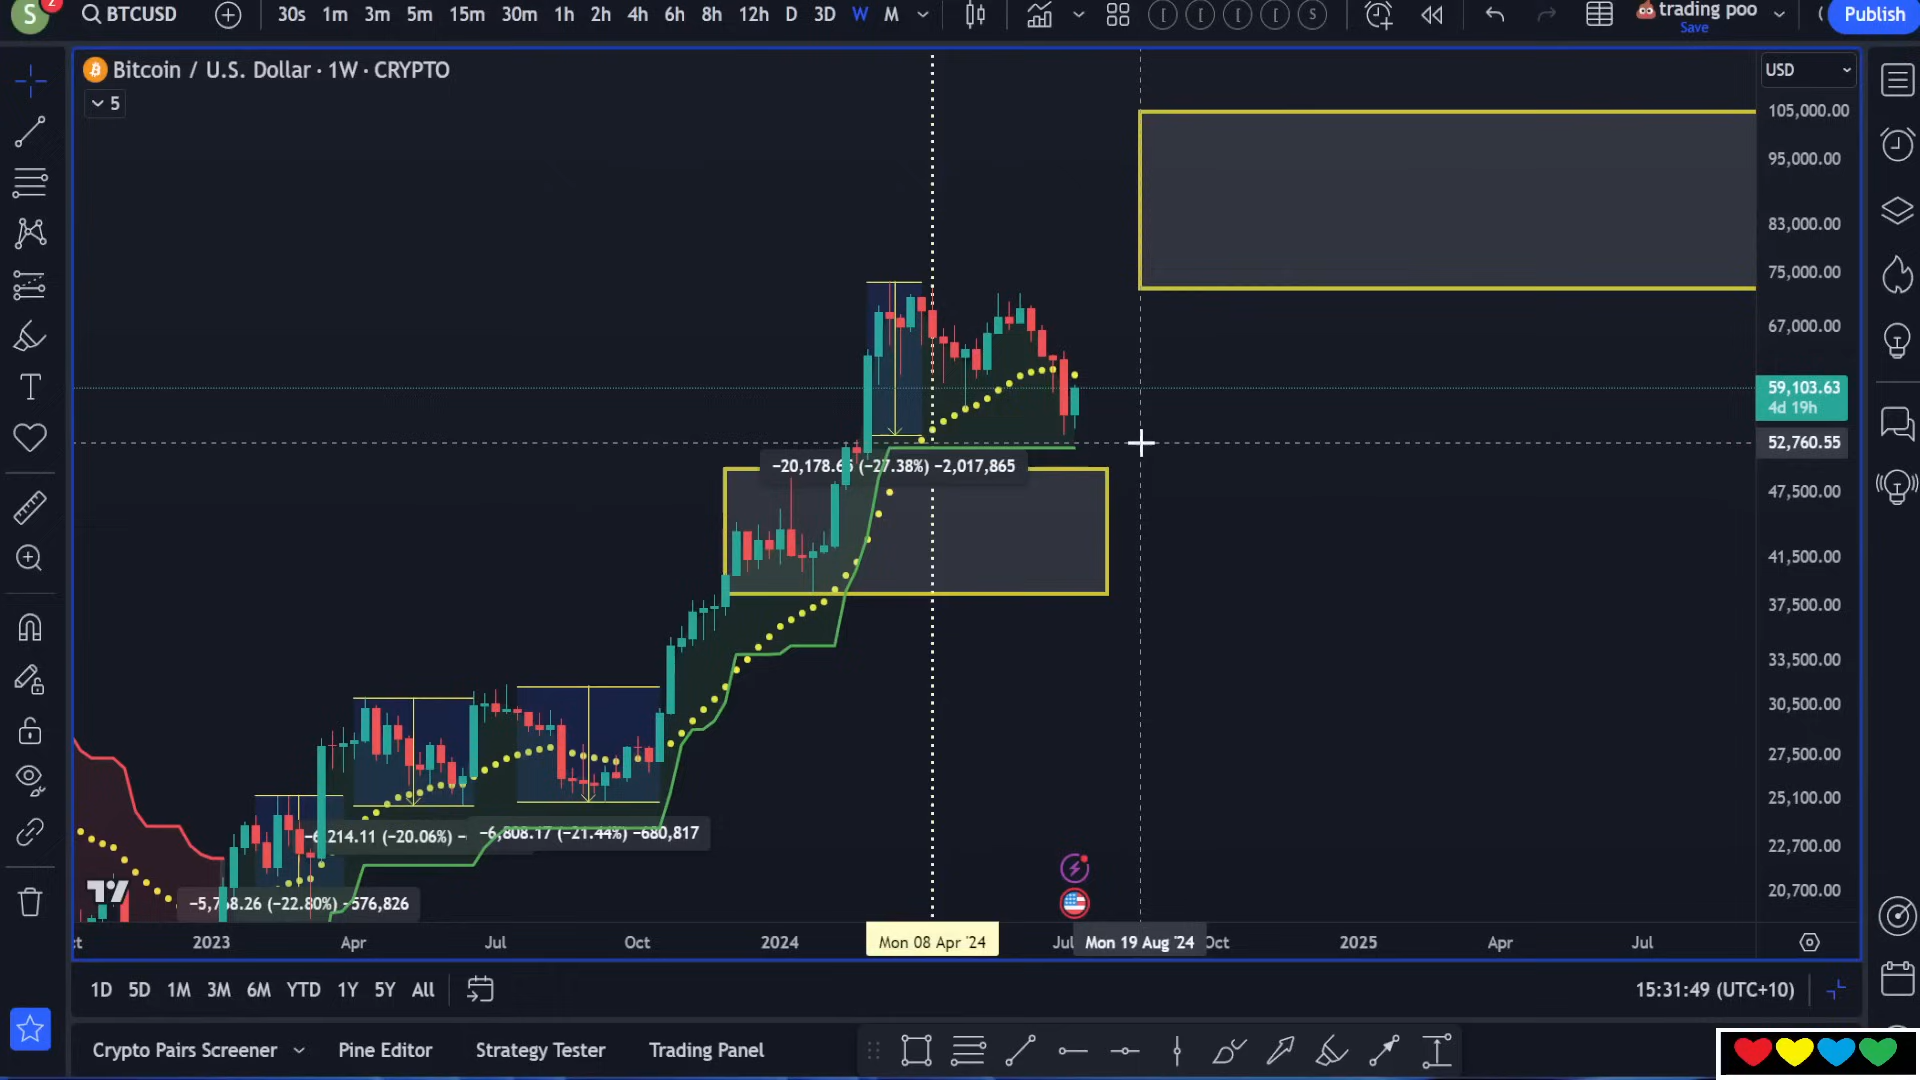 S
2
BTCUSD
30s 1m 3m 5m 15m 30m 1h 2h 4h 6h 8h 12h D 3D W M
[ [ [ [ S
trading poo
Save
Publish
Bitcoin / U.S. Dollar · 1W · CRYPTO
5
USD
105,000.00
95,000.00
83,000.00
75,000.00
67,000.00
59,103.63
4d 19h
52,760.55
47,500.00
41,500.00
37,500.00
33,500.00
30,500.00
27,500.00
25,100.00
22,700.00
20,700.00
−20,178.65 (−27.38%) −2,017,865
−6,214.11 (−20.06%) −
−6,808.17 (−21.44%) −680,817
−5,768.26 (−22.80%) −576,826
ct 2023 Apr Jul Oct 2024 Mon 08 Apr '24 Jul Mon 19 Aug '24 Oct 2025 Apr Jul
1D 5D 1M 3M 6M YTD 1Y 5Y All
15:31:49 (UTC+10)
Crypto Pairs Screener Pine Editor Strategy Tester Trading Panel